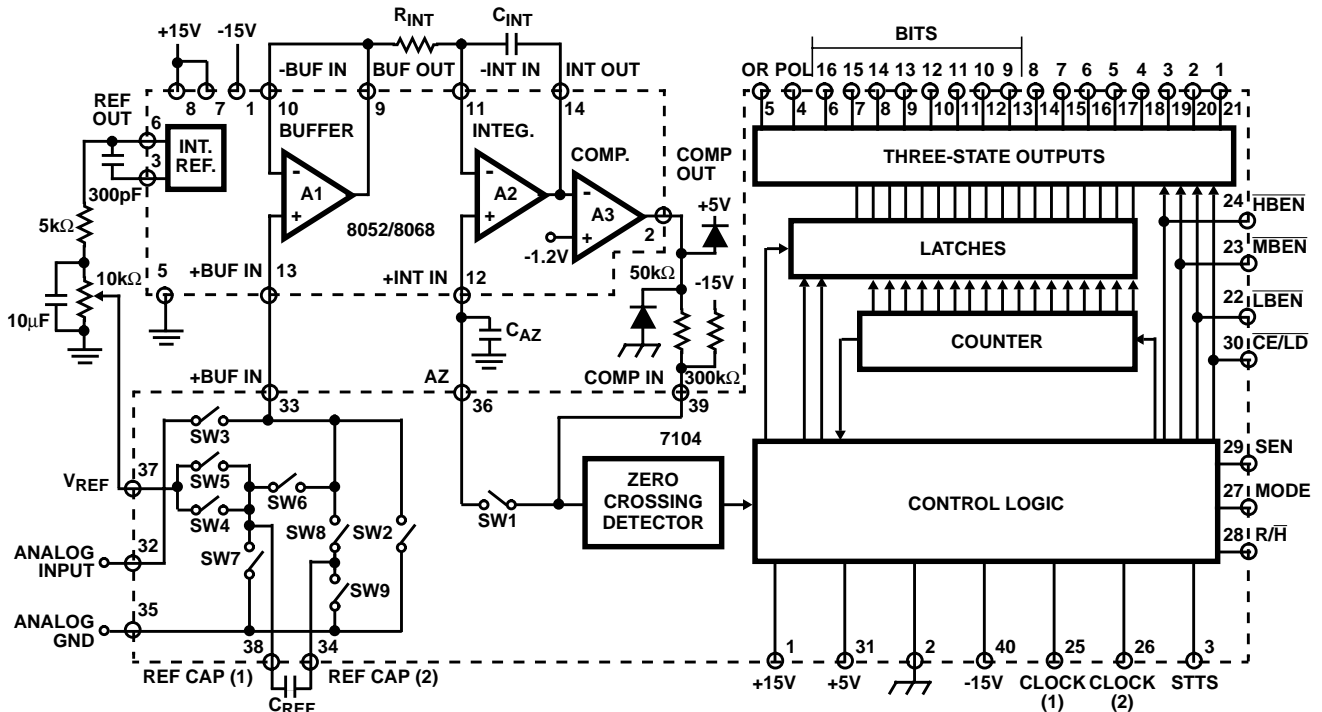 +15V
-15V
R_INT
C_INT
BITS
-BUF IN
BUF OUT
-INT IN
INT OUT
OR POL 16 15 14 13 12 11 10 9 8 7 6 5 4 3 2 1
8 7 1 10 9 11 14
5 4 6 7 8 9 10 11 12 13 14 15 16 17 18 19 20 21
REF
OUT
6
3
INT.
REF.
300pF
BUFFER
A1
-
+
INTEG.
A2
-
+
COMP.
A3
-
+
COMP
OUT
2
-1.2V
8052/8068
+5V
THREE-STATE OUTPUTS
24 HBEN
5kΩ
LATCHES
23 MBEN
5
+BUF IN
13
+INT IN
12
50kΩ
-15V
10kΩ
10µF
C_AZ
22 LBEN
COUNTER
30 CE/LD
+BUF IN
33
AZ
36
COMP IN
300kΩ
39
7104
SW3
37
V_REF
SW5
SW4
SW6
SW7
SW8
SW2
SW9
SW1
ZERO
CROSSING
DETECTOR
CONTROL LOGIC
29 SEN
27 MODE
28 R/H
32
ANALOG
INPUT
35
ANALOG
GND
38
34
REF CAP (1)
REF CAP (2)
C_REF
1 31 2 40 25 26 3
+15V +5V -15V CLOCK CLOCK STTS
(1) (2)